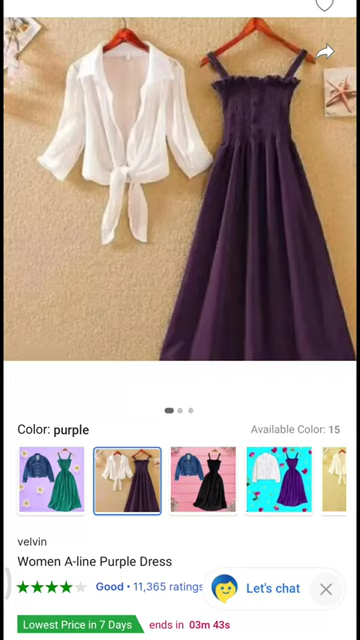 Color: purple
Available Color: 15
velvin
Women A-line Purple Dress
Good • 11,365 ratings
Let's chat
Lowest Price in 7 Days
ends in 03m 43s